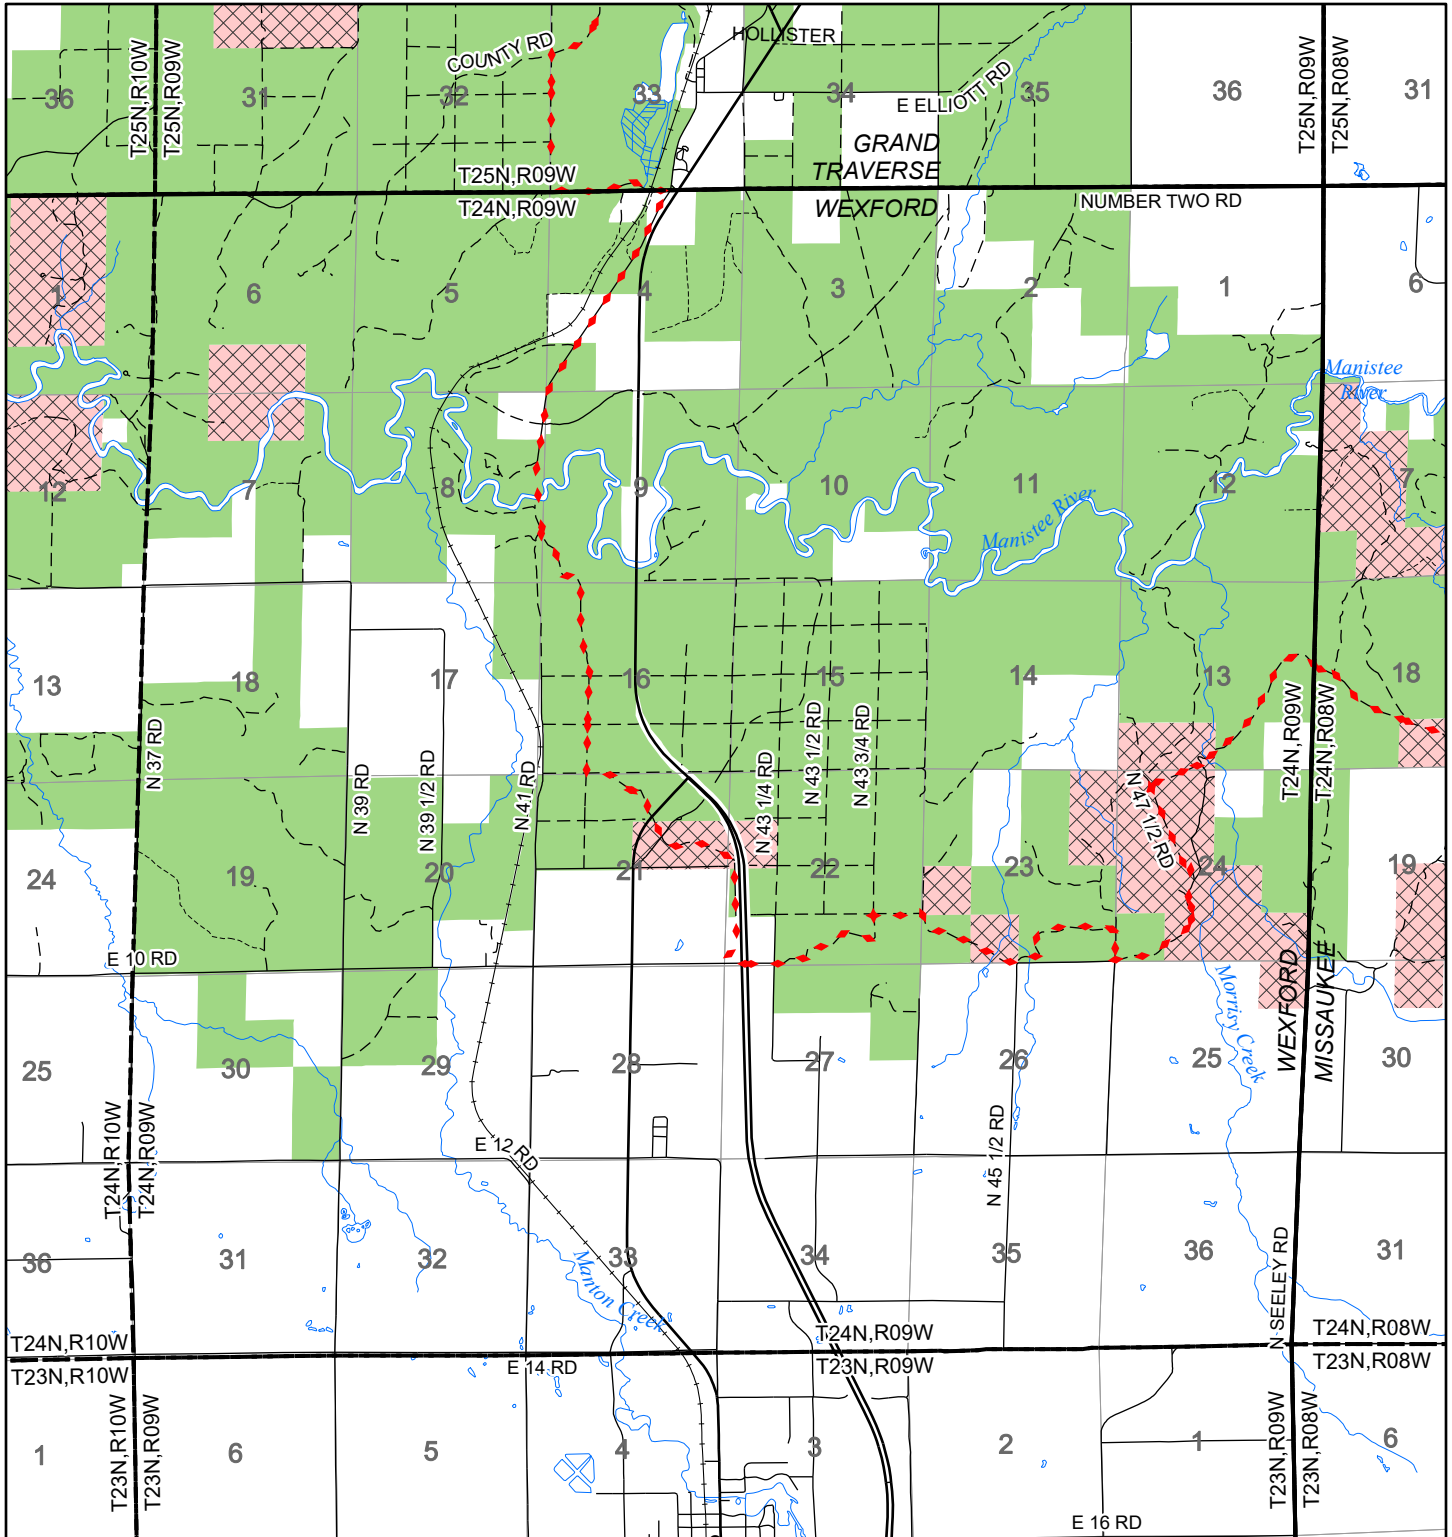 HOLLISTER
COUNTY RD
T25N,R10W
T25N,R09W
T25N,R09W
T25N,R08W
36
31
32
33
34
35
36
31
E ELLIOTT RD
GRAND
TRAVERSE
WEXFORD
T25N,R09W
T24N,R09W
NUMBER TWO RD
1
6
5
4
3
2
1
6
Manistee
River
12
7
8
9
10
11
12
7
Manistee River
13
18
17
16
15
14
13
18
N 37 RD
N 39 RD
N 39 1/2 RD
N 41 RD
N 43 1/4 RD
N 43 1/2 RD
N 43 3/4 RD
N 47 1/2 RD
T24N,R09W
T24N,R08W
24
19
20
21
22
23
24
19
E 10 RD
WEXFORD
MISSAUKEE
Morrisy Creek
25
30
29
28
27
26
25
30
T24N,R10W
T24N,R09W
E 12 RD
N 45 1/2 RD
36
31
32
33
34
35
36
31
Manton Creek
N SEELEY RD
T24N,R10W
T23N,R10W
T24N,R09W
T23N,R09W
T24N,R08W
T23N,R08W
E 14 RD
T23N,R10W
T23N,R09W
T23N,R09W
T23N,R08W
1
6
5
4
3
2
1
6
E 16 RD